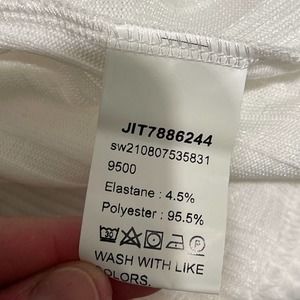 JIT7886244
sw210807535831
9500
Elastane : 4.5%
Polyester : 95.5%
WASH WITH LIKE
COLORS.